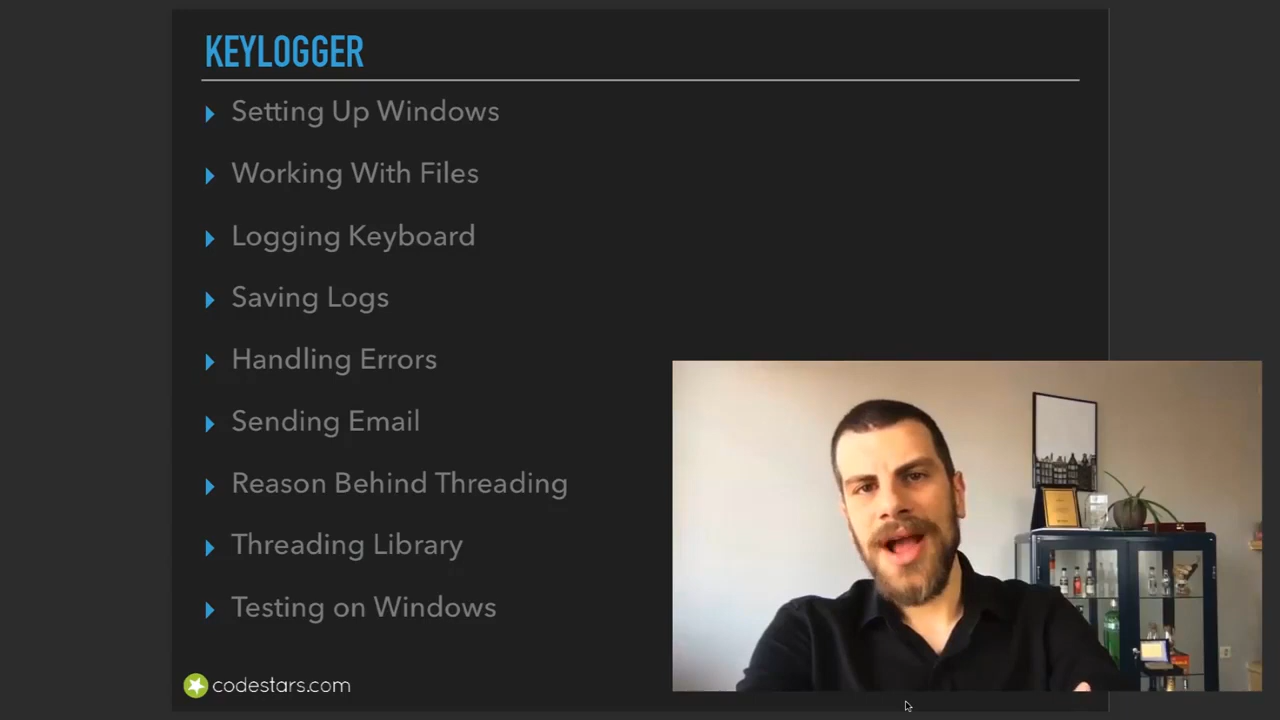 KEYLOGGER
Setting Up Windows
Working With Files
Logging Keyboard
Saving Logs
Handling Errors
Sending Email
Reason Behind Threading
Threading Library
Testing on Windows
codestars.com